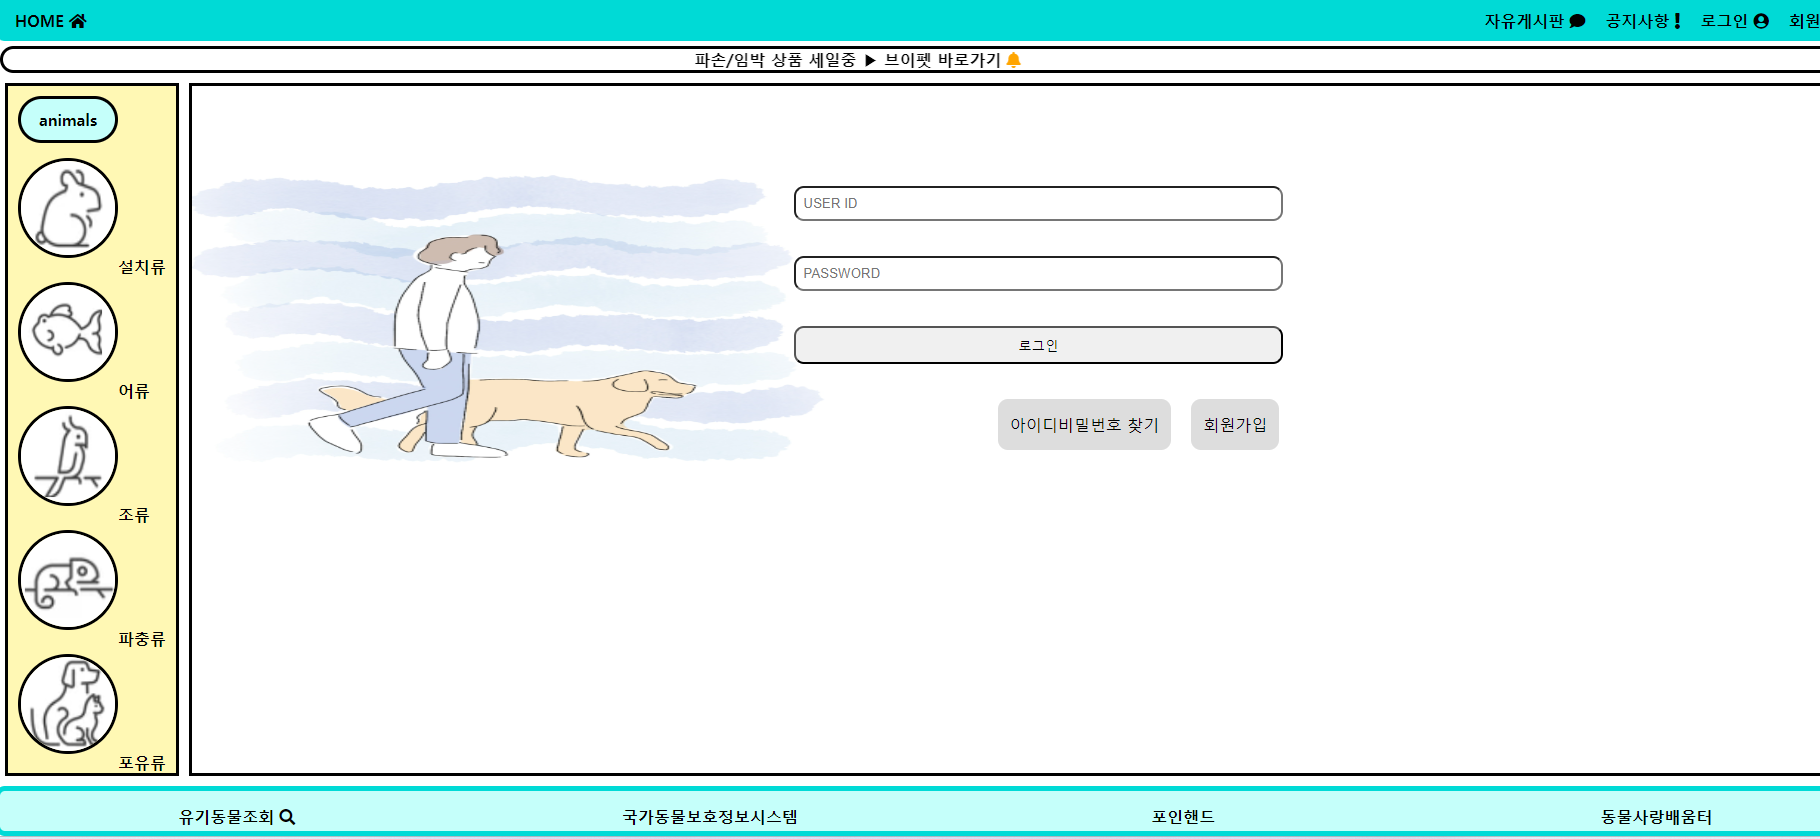 HOME
자유게시판 공지사항 로그인 회원
파손/임박 상품 세일중 ▶ 브이펫 바로가기
animals
설치류
어류
조류
파충류
포유류
USER ID
PASSWORD
로그인
아이디비밀번호 찾기 회원가입
유기동물조회 국가동물보호정보시스템 포인핸드 동물사랑배움터